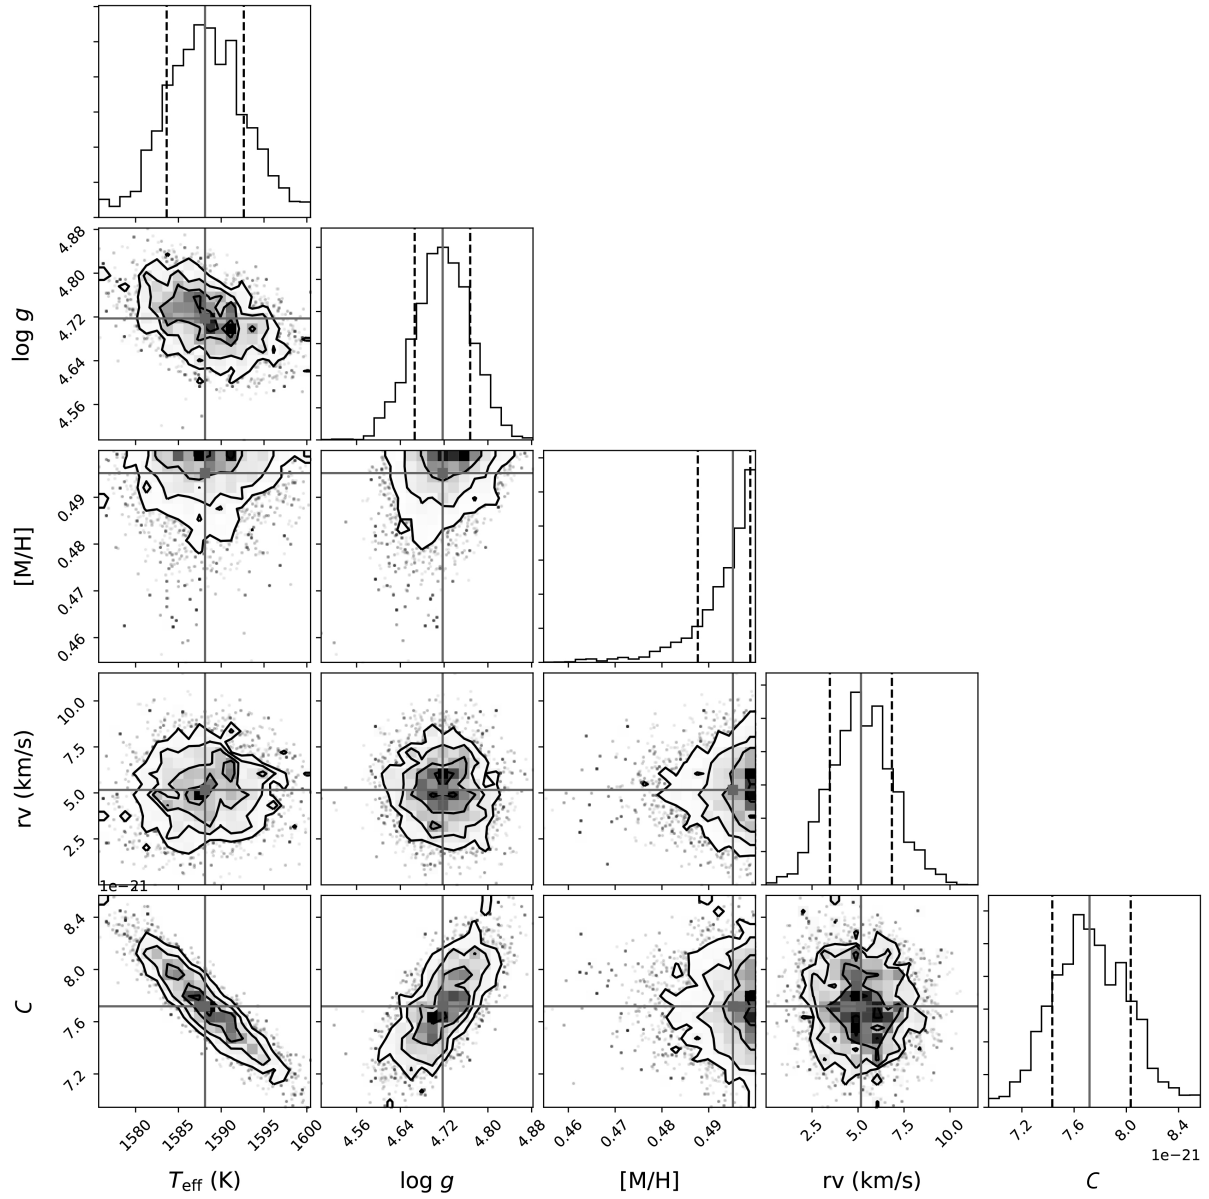 4.88
4.80
4.72
4.64
4.56
log g
0.49
0.48
0.47
0.46
[M/H]
10.0
7.5
5.0
2.5
rv (km/s)
1e−21
8.4
8.0
7.6
7.2
C
1580 1585 1590 1595 1600
4.56 4.64 4.72 4.80 4.88
0.46 0.47 0.48 0.49
2.5 5.0 7.5 10.0
7.2 7.6 8.0 8.4
1e−21
T_eff (K) log g [M/H] rv (km/s) C